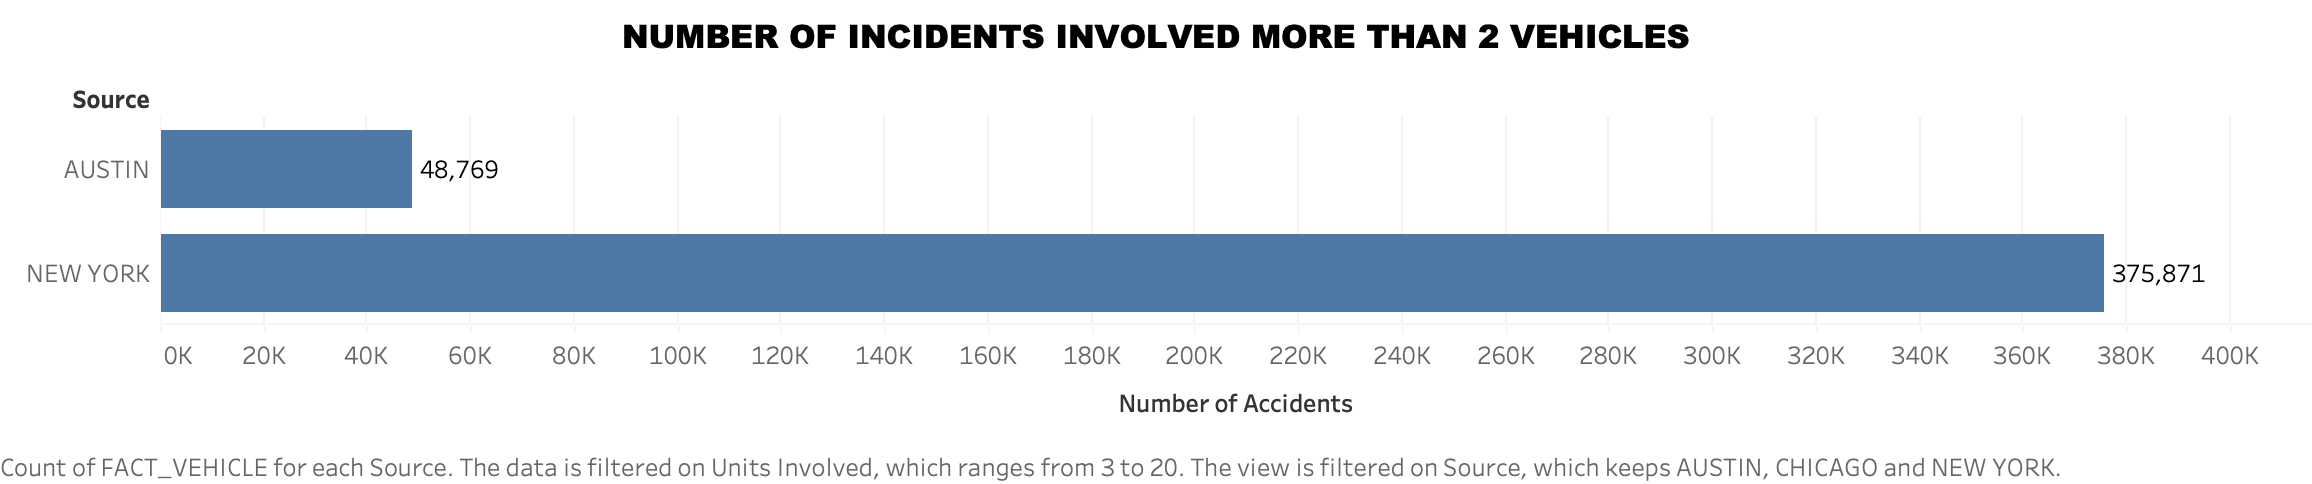 NUMBER OF INCIDENTS INVOLVED MORE THAN 2 VEHICLES
Source
AUSTIN
48,769
NEW YORK
375,871
0K 20K 40K 60K 80K 100K 120K 140K 160K 180K 200K 220K 240K 260K 280K 300K 320K 340K 360K 380K 400K
Number of Accidents
Count of FACT_VEHICLE for each Source. The data is filtered on Units Involved, which ranges from 3 to 20. The view is filtered on Source, which keeps AUSTIN, CHICAGO and NEW YORK.